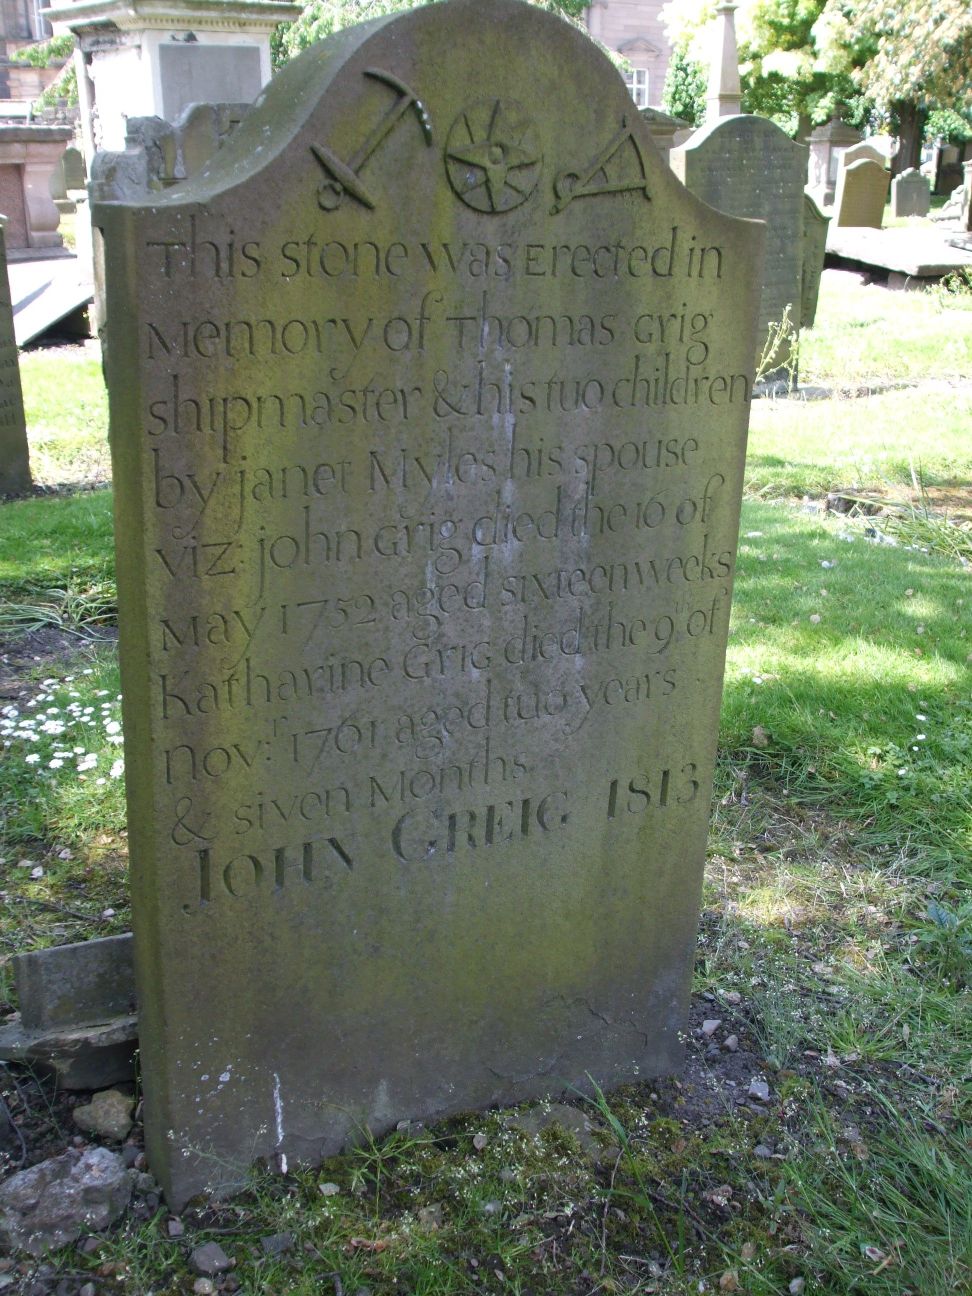 This Stone was Erected in
Memory of Thomas Grig
shipmaster & his tuo children
by janet Myles his spouse
viz: john Grig died the 16 of
May 1752 aged sixteen weeks
Katharine Grig died the 9th of
Novr: 1761 aged tuo years
& siven Months
JOHN GREIG 1813